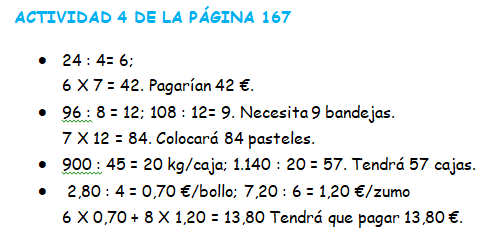 ACTIVIDAD 4 DE LA PÁGINA 167
• 24 : 4= 6;
6 X 7 = 42. Pagarían 42 €.
• 96 : 8 = 12; 108 : 12= 9. Necesita 9 bandejas.
7 X 12 = 84. Colocará 84 pasteles.
• 900 : 45 = 20 kg/caja; 1.140 : 20 = 57. Tendrá 57 cajas.
• 2,80 : 4 = 0,70 €/bollo; 7,20 : 6 = 1,20 €/zumo
6 X 0,70 + 8 X 1,20 = 13,80 Tendrá que pagar 13,80 €.